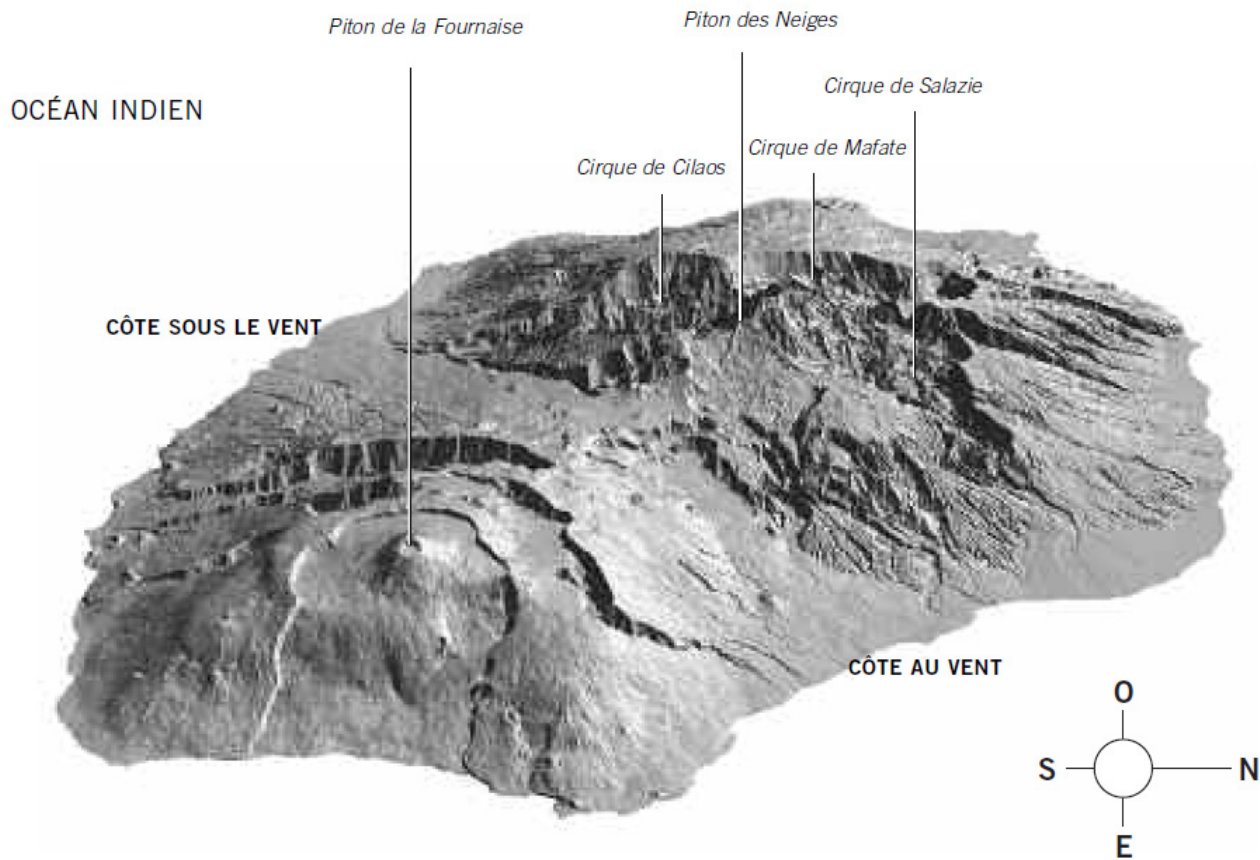 Piton de la Fournaise
Piton des Neiges
Cirque de Salazie
OCÉAN INDIEN
Cirque de Mafate
Cirque de Cilaos
CÔTE SOUS LE VENT
CÔTE AU VENT
O
S
N
E